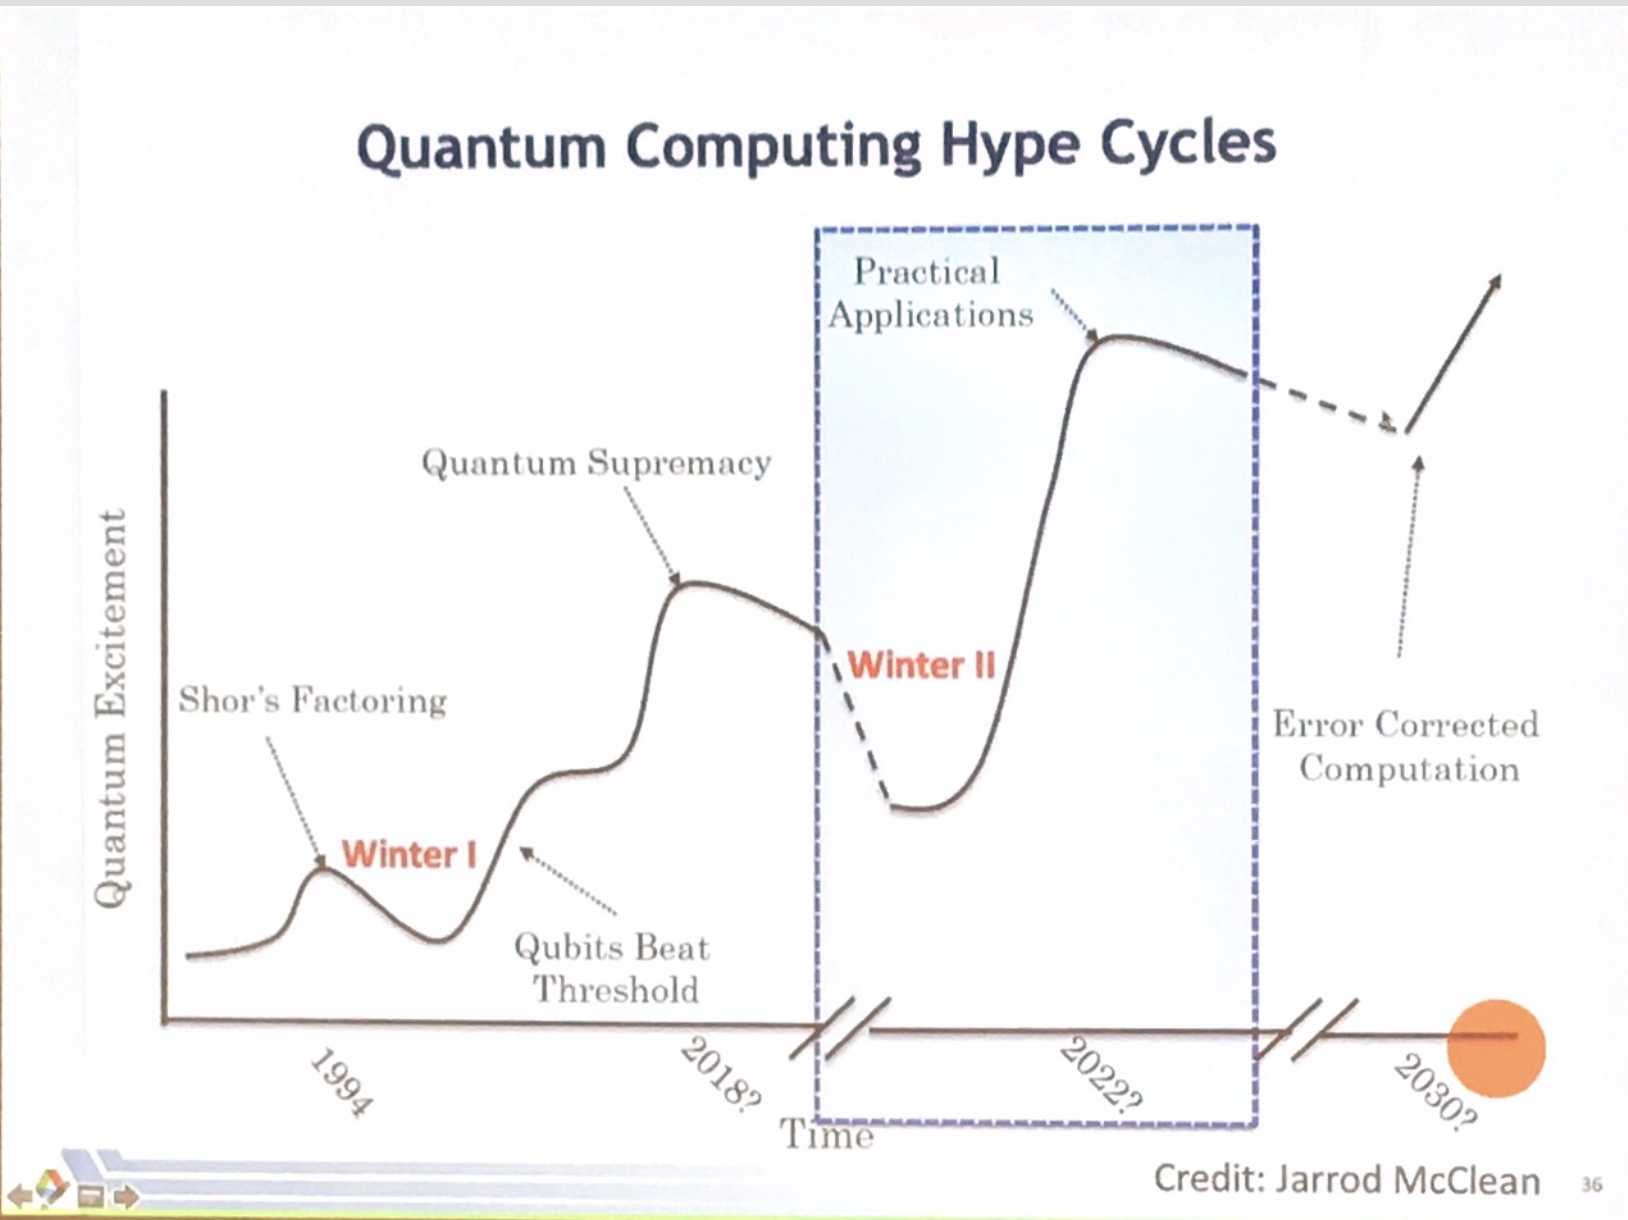 Quantum Computing Hype Cycles
Practical
Applications
Quantum Supremacy
Winter II
Shor's Factoring
Error Corrected
Computation
Winter I
Qubits Beat
Threshold
Quantum Excitement
1994
2018?
2022?
2030?
Time
Credit: Jarrod McClean
36